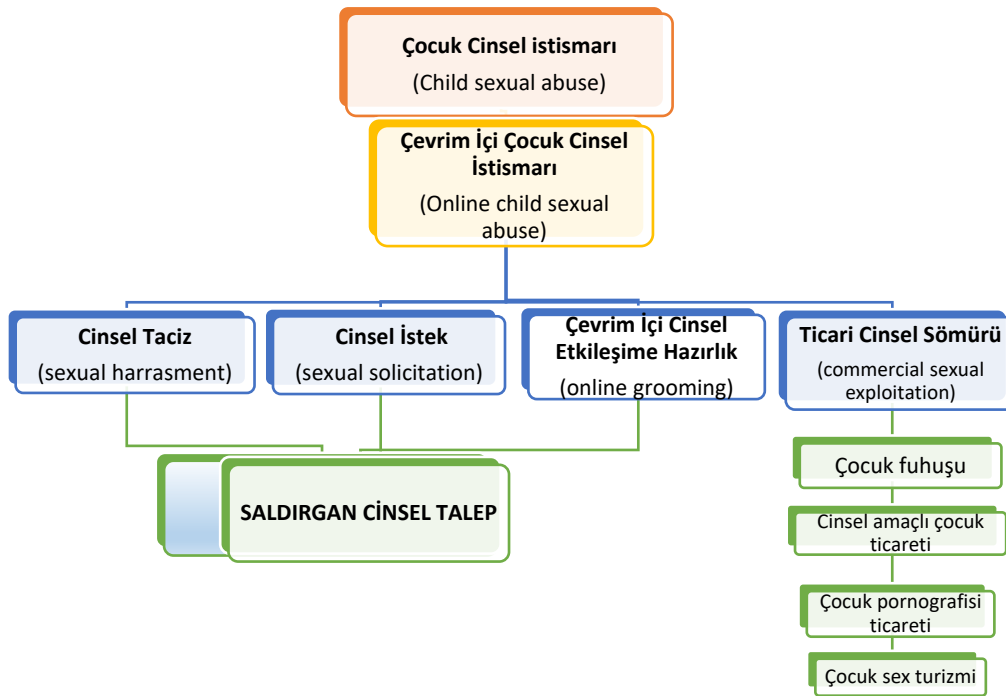 Çocuk Cinsel istismarı
(Child sexual abuse)
Çevrim İçi Çocuk Cinsel
İstismarı
(Online child sexual
abuse)
Cinsel Taciz
(sexual harrasment)
Cinsel İstek
(sexual solicitation)
Çevrim İçi Cinsel
Etkileşime Hazırlık
(online grooming)
Ticari Cinsel Sömürü
(commercial sexual
exploitation)
SALDIRGAN CİNSEL TALEP
Çocuk fuhuşu
Cinsel amaçlı çocuk
ticareti
Çocuk pornografisi
ticareti
Çocuk sex turizmi